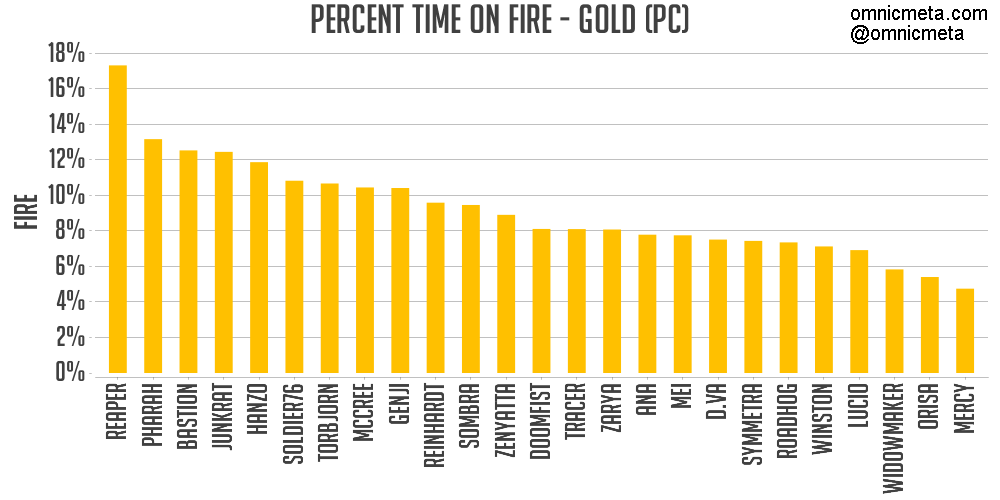 PERCENT TIME ON FIRE - GOLD (PC)
omnicmeta.com
@omnicmeta
18%
16%
14%
12%
10%
8%
6%
4%
2%
0%
FIRE
REAPER
PHARAH
BASTION
JUNKRAT
HANZO
SOLDIER76
TORBJORN
MCCREE
GENJI
REINHARDT
SOMBRA
ZENYATTA
DOOMFIST
TRACER
ZARYA
ANA
MEI
D.VA
SYMMETRA
ROADHOG
WINSTON
LUCIO
WIDOWMAKER
ORISA
MERCY